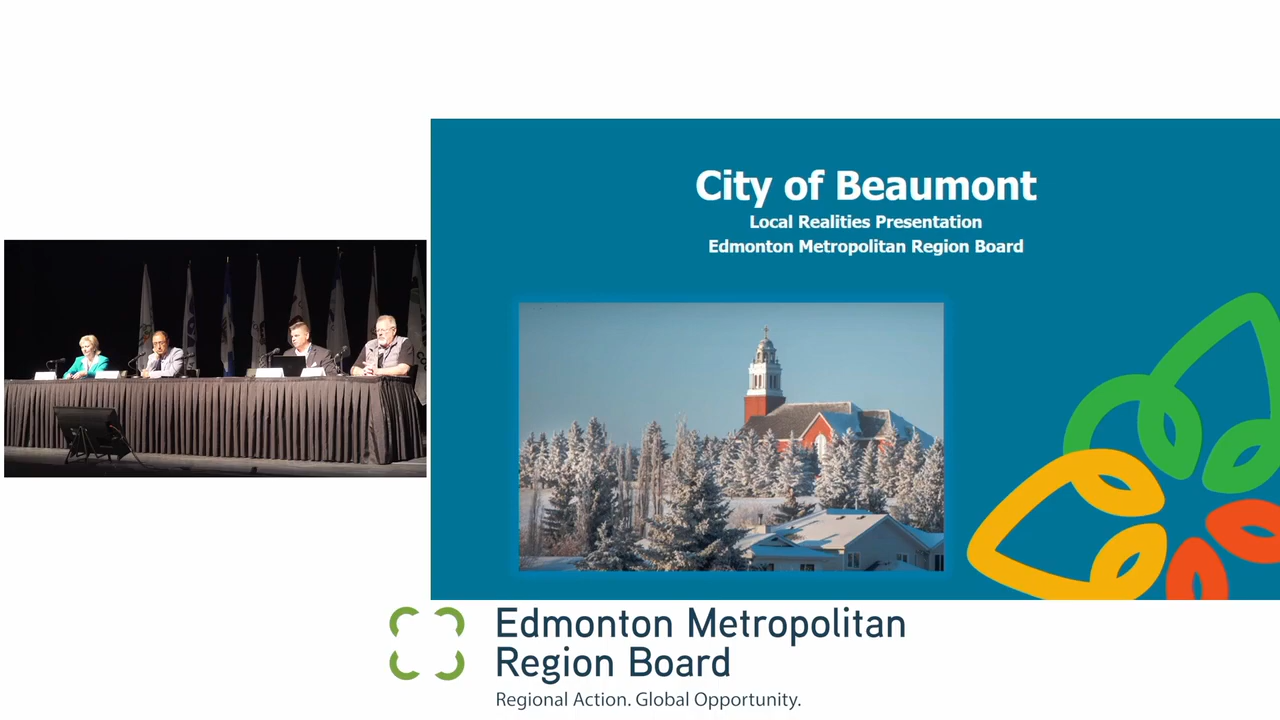 City of Beaumont
Local Realities Presentation
Edmonton Metropolitan Region Board
Edmonton Metropolitan
Region Board
Regional Action. Global Opportunity.